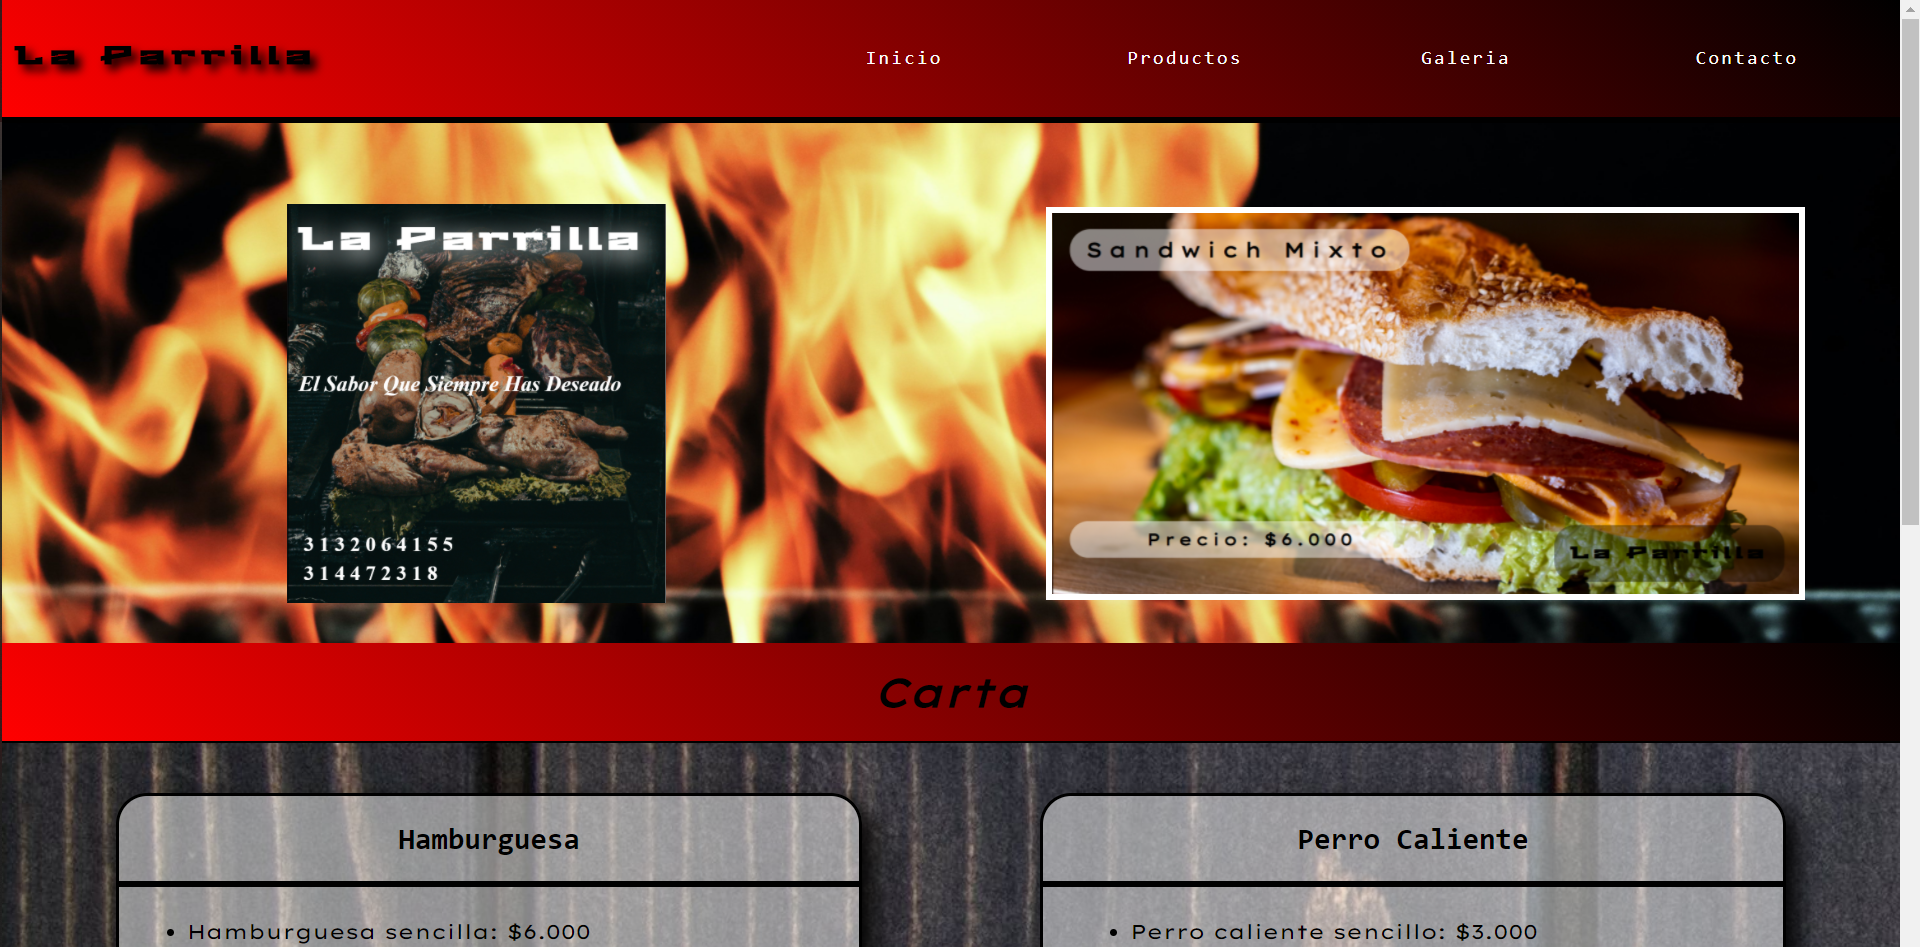 La Parrilla
Inicio
Productos
Galeria
Contacto
La Parrilla
El Sabor Que Siempre Has Deseado
3132064155
314472318
Sandwich Mixto
Precio: $6.000
La Parrilla
Carta
Hamburguesa
• Hamburguesa sencilla: $6.000
Perro Caliente
• Perro caliente sencillo: $3.000